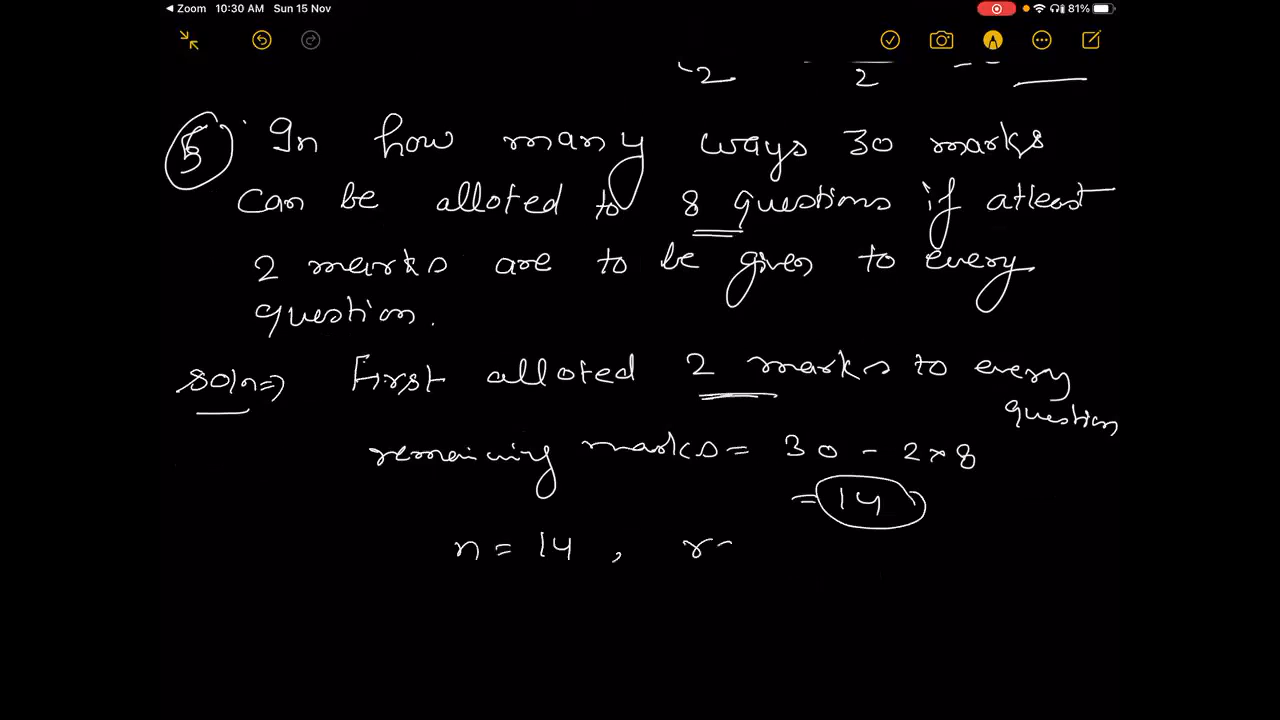 Zoom 10:30 AM Sun 15 Nov 81%
2 2
5 In how many ways 30 marks
can be alloted to 8 questions if atleast
2 marks are to be given to every
question.
Soln=> First alloted 2 marks to every
question
remaining marks = 30 - 2 × 8
= 14
n = 14 , r-